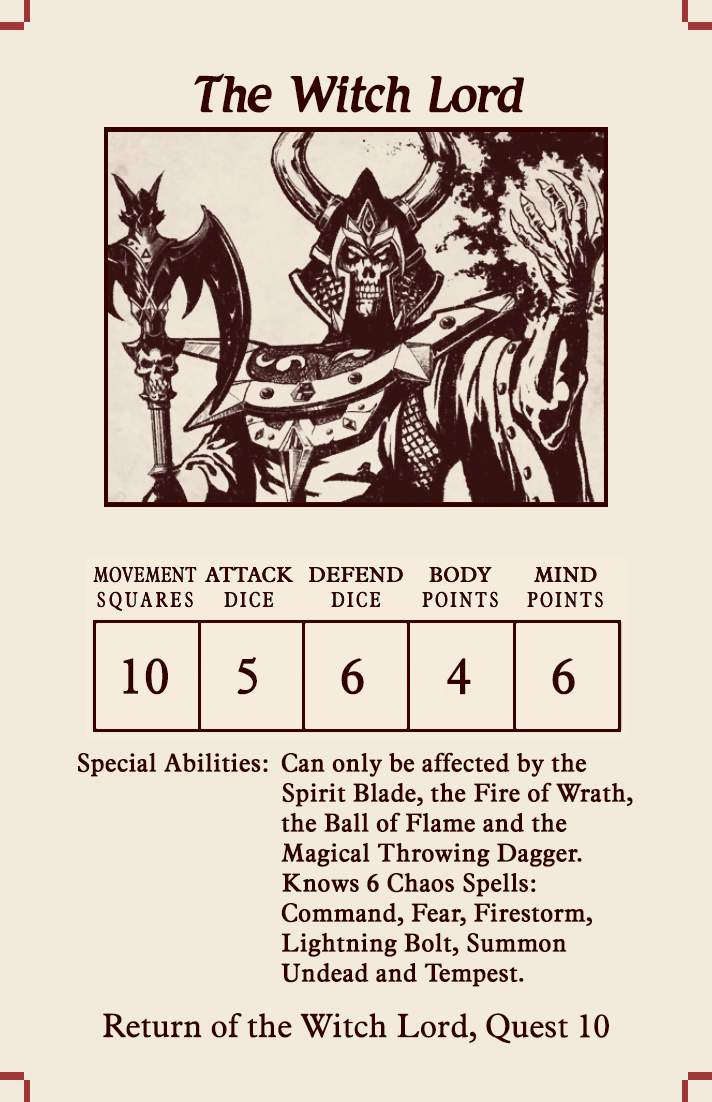 The Witch Lord
MOVEMENT SQUARES ATTACK DICE DEFEND DICE BODY POINTS MIND POINTS
10 5 6 4 6
Special Abilities: Can only be affected by the
Spirit Blade, the Fire of Wrath,
the Ball of Flame and the
Magical Throwing Dagger.
Knows 6 Chaos Spells:
Command, Fear, Firestorm,
Lightning Bolt, Summon
Undead and Tempest.
Return of the Witch Lord, Quest 10